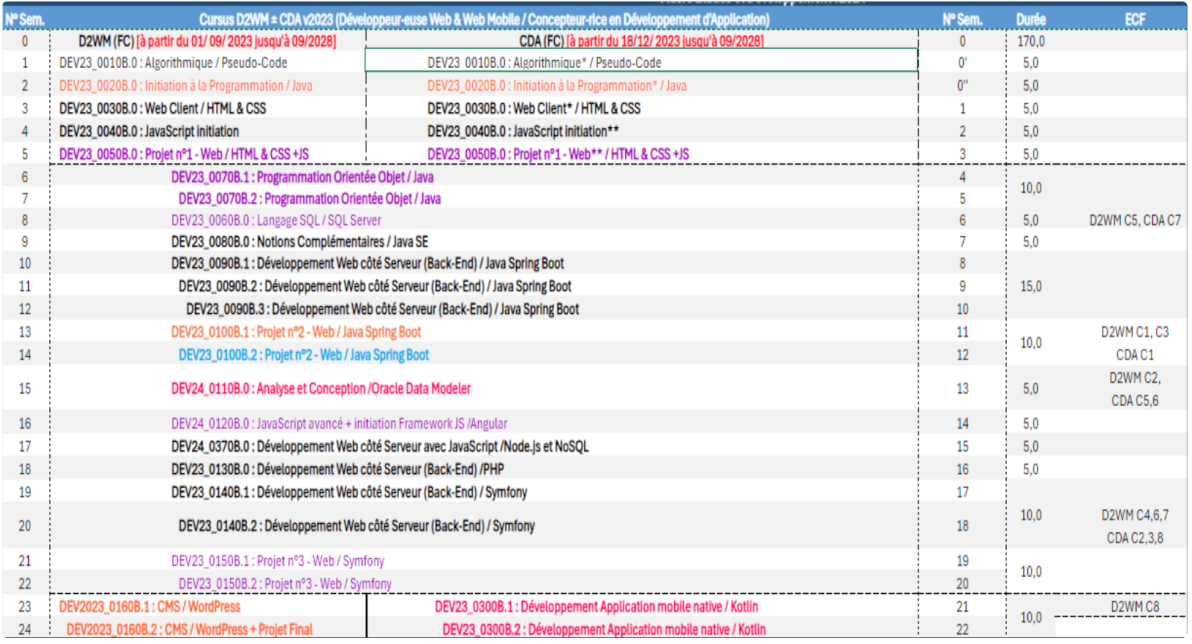 N° Sem. Cursus D2WM ± CDA v2023 (Développeur-euse Web & Web Mobile / Concepteur-rice en Développement d'Application) N° Sem. Durée ECF
0 D2WM (FC) [à partir du 01/ 09/ 2023 jusqu'à 09/2028] CDA (FC) [à partir du 18/12/ 2023 jusqu'à 09/2028] 0 170,0
1 DEV23_0010B.0 : Algorithmique / Pseudo-Code DEV23_0010B.0 : Algorithmique* / Pseudo-Code 0' 5,0
2 DEV23_0020B.0 : Initiation à la Programmation / Java DEV23_0020B.0 : Initiation à la Programmation* / Java 0" 5,0
3 DEV23_0030B.0 : Web Client / HTML & CSS DEV23_0030B.0 : Web Client* / HTML & CSS 1 5,0
4 DEV23_0040B.0 : JavaScript initiation DEV23_0040B.0 : JavaScript initiation** 2 5,0
5 DEV23_0050B.0 : Projet n°1 - Web / HTML & CSS +JS DEV23_0050B.0 : Projet n°1 - Web** / HTML & CSS +JS 3 5,0
6 DEV23_0070B.1 : Programmation Orientée Objet / Java 4
10,0
7 DEV23_0070B.2 : Programmation Orientée Objet / Java 5
8 DEV23_0060B.0 : Langage SQL / SQL Server 6 5,0 D2WM C5, CDA C7
9 DEV23_0080B.0 : Notions Complémentaires / Java SE 7 5,0
10 DEV23_0090B.1 : Développement Web côté Serveur (Back-End) / Java Spring Boot 8
11 DEV23_0090B.2 : Développement Web côté Serveur (Back-End) / Java Spring Boot 9 15,0
12 DEV23_0090B.3 : Développement Web côté Serveur (Back-End) / Java Spring Boot 10
13 DEV23_0100B.1 : Projet n°2 - Web / Java Spring Boot 11 D2WM C1, C3
10,0
14 DEV23_0100B.2 : Projet n°2 - Web / Java Spring Boot 12 CDA C1
D2WM C2,
15 DEV24_0110B.0 : Analyse et Conception /Oracle Data Modeler 13 5,0
CDA C5,6
16 DEV24_0120B.0 : JavaScript avancé + initiation Framework JS /Angular 14 5,0
17 DEV24_0370B.0 : Développement Web côté Serveur avec JavaScript /Node.js et NoSQL 15 5,0
18 DEV23_0130B.0 : Développement Web côté Serveur (Back-End) /PHP 16 5,0
19 DEV23_0140B.1 : Développement Web côté Serveur (Back-End) / Symfony 17
10,0 D2WM C4,6,7
20 DEV23_0140B.2 : Développement Web côté Serveur (Back-End) / Symfony 18
CDA C2,3,8
21 DEV23_0150B.1 : Projet n°3 - Web / Symfony 19
10,0
22 DEV23_0150B.2 : Projet n°3 - Web / Symfony 20
23 DEV2023_0160B.1 : CMS / WordPress DEV23_0300B.1 : Développement Application mobile native / Kotlin 21 D2WM C8
10,0
24 DEV2023_0160B.2 : CMS / WordPress + Projet Final DEV23_0300B.2 : Développement Application mobile native / Kotlin 22